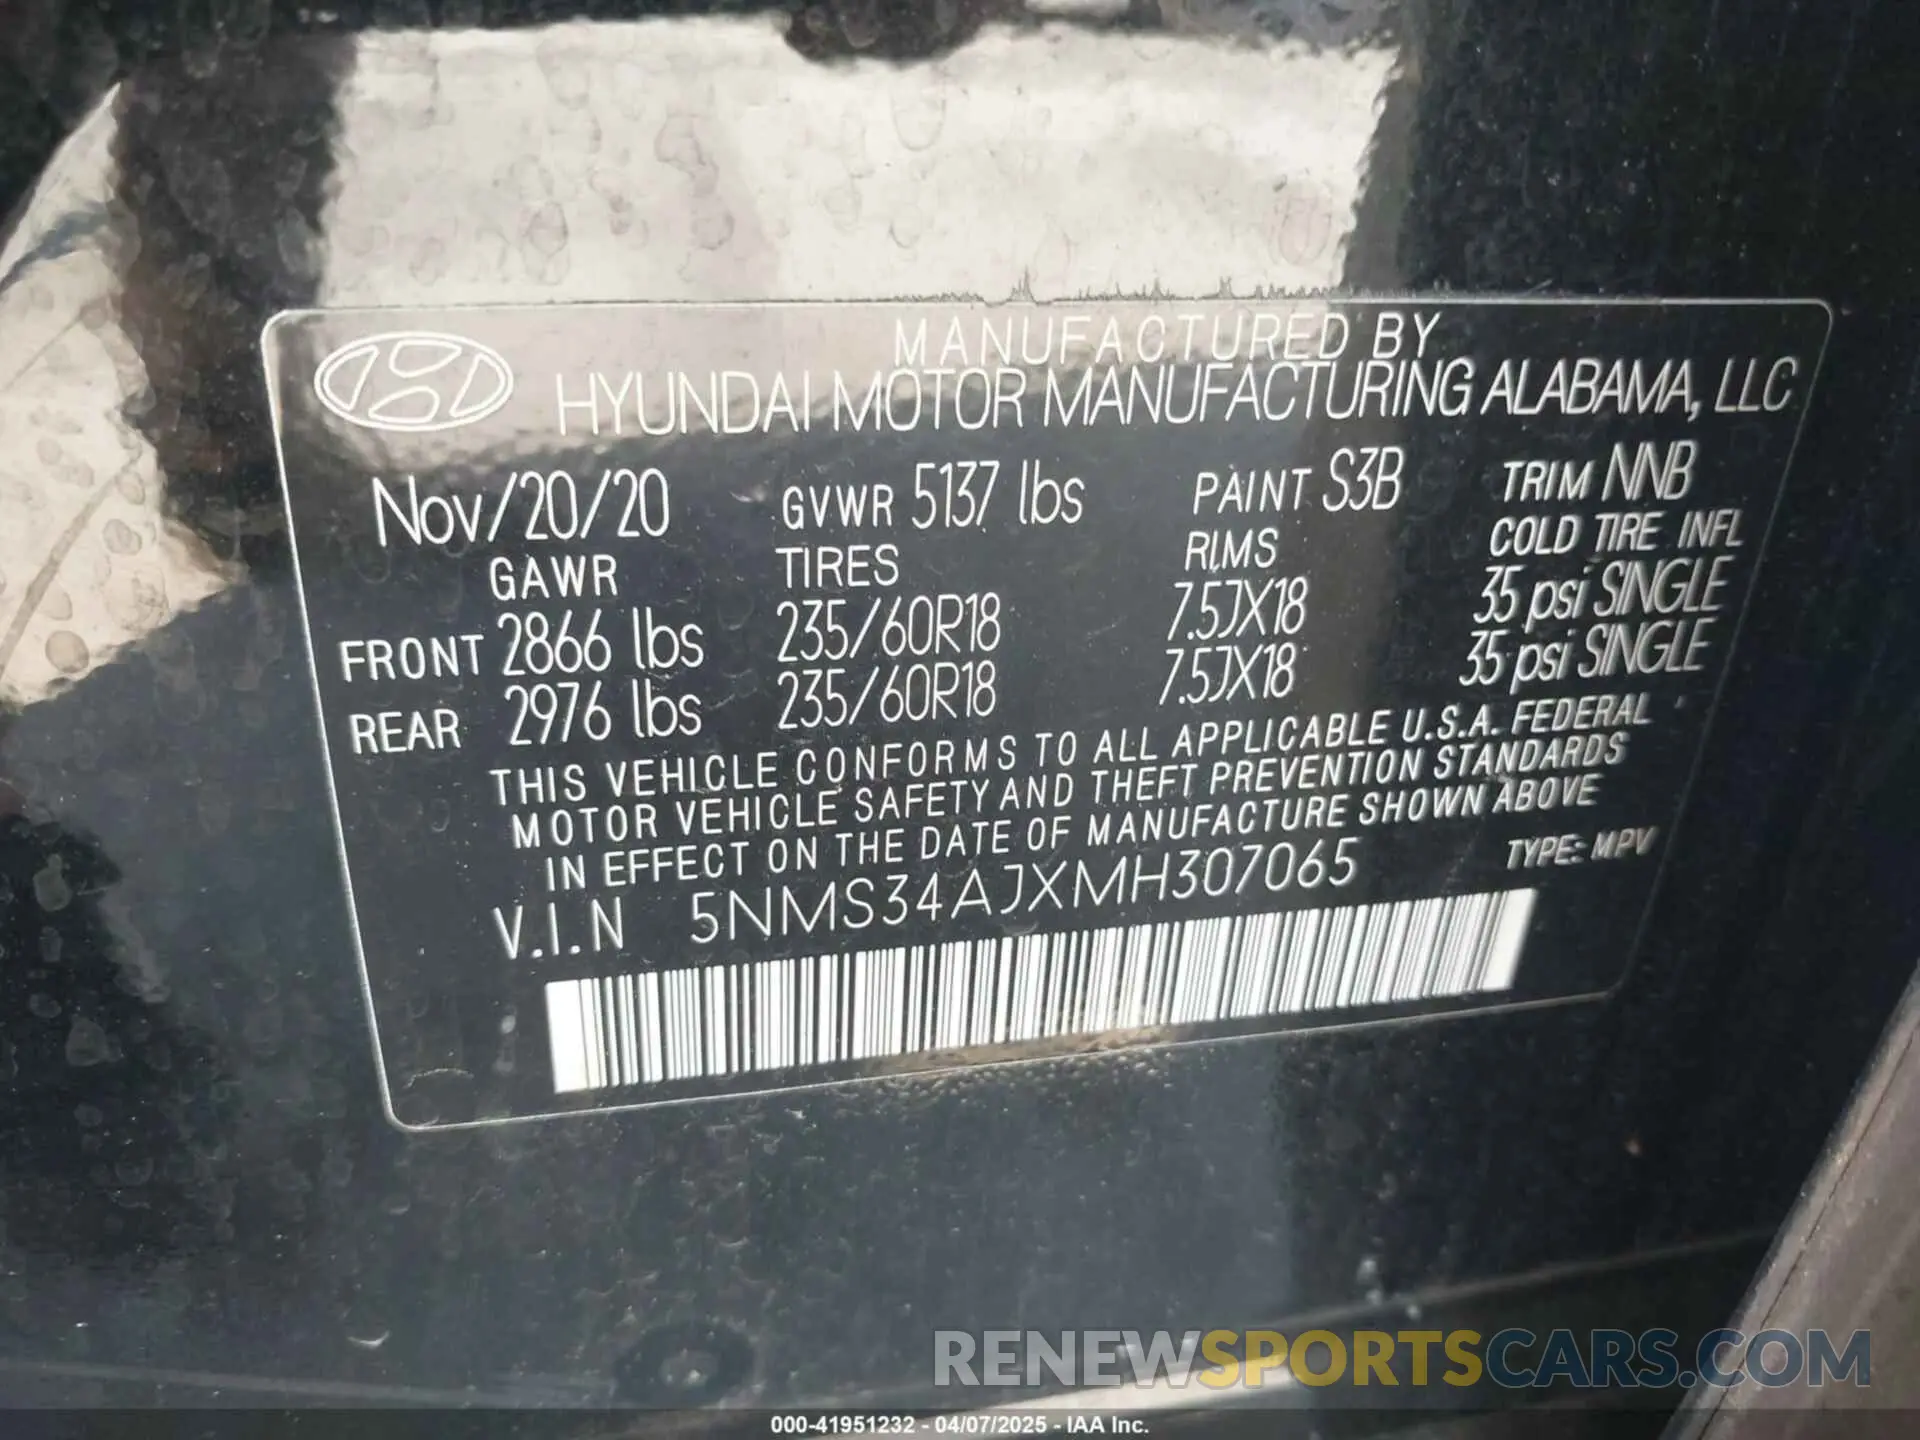 MANUFACTURED BY
HYUNDAI MOTOR MANUFACTURING ALABAMA, LLC
Nov/20/20 GVWR 5137 lbs PAINT S3B TRIM NNB
GAWR TIRES RIMS COLD TIRE INFL
FRONT 2866 lbs 235/60R18 7.5JX18 35 psi SINGLE
REAR 2976 lbs 235/60R18 7.5JX18 35 psi SINGLE
THIS VEHICLE CONFORMS TO ALL APPLICABLE U.S.A. FEDERAL
MOTOR VEHICLE SAFETY AND THEFT PREVENTION STANDARDS
IN EFFECT ON THE DATE OF MANUFACTURE SHOWN ABOVE
V.I.N 5NMS34AJXMH307065 TYPE: MPV
RENEWSPORTSCARS.COM
000-41951232 - 04/07/2025 - IAA Inc.